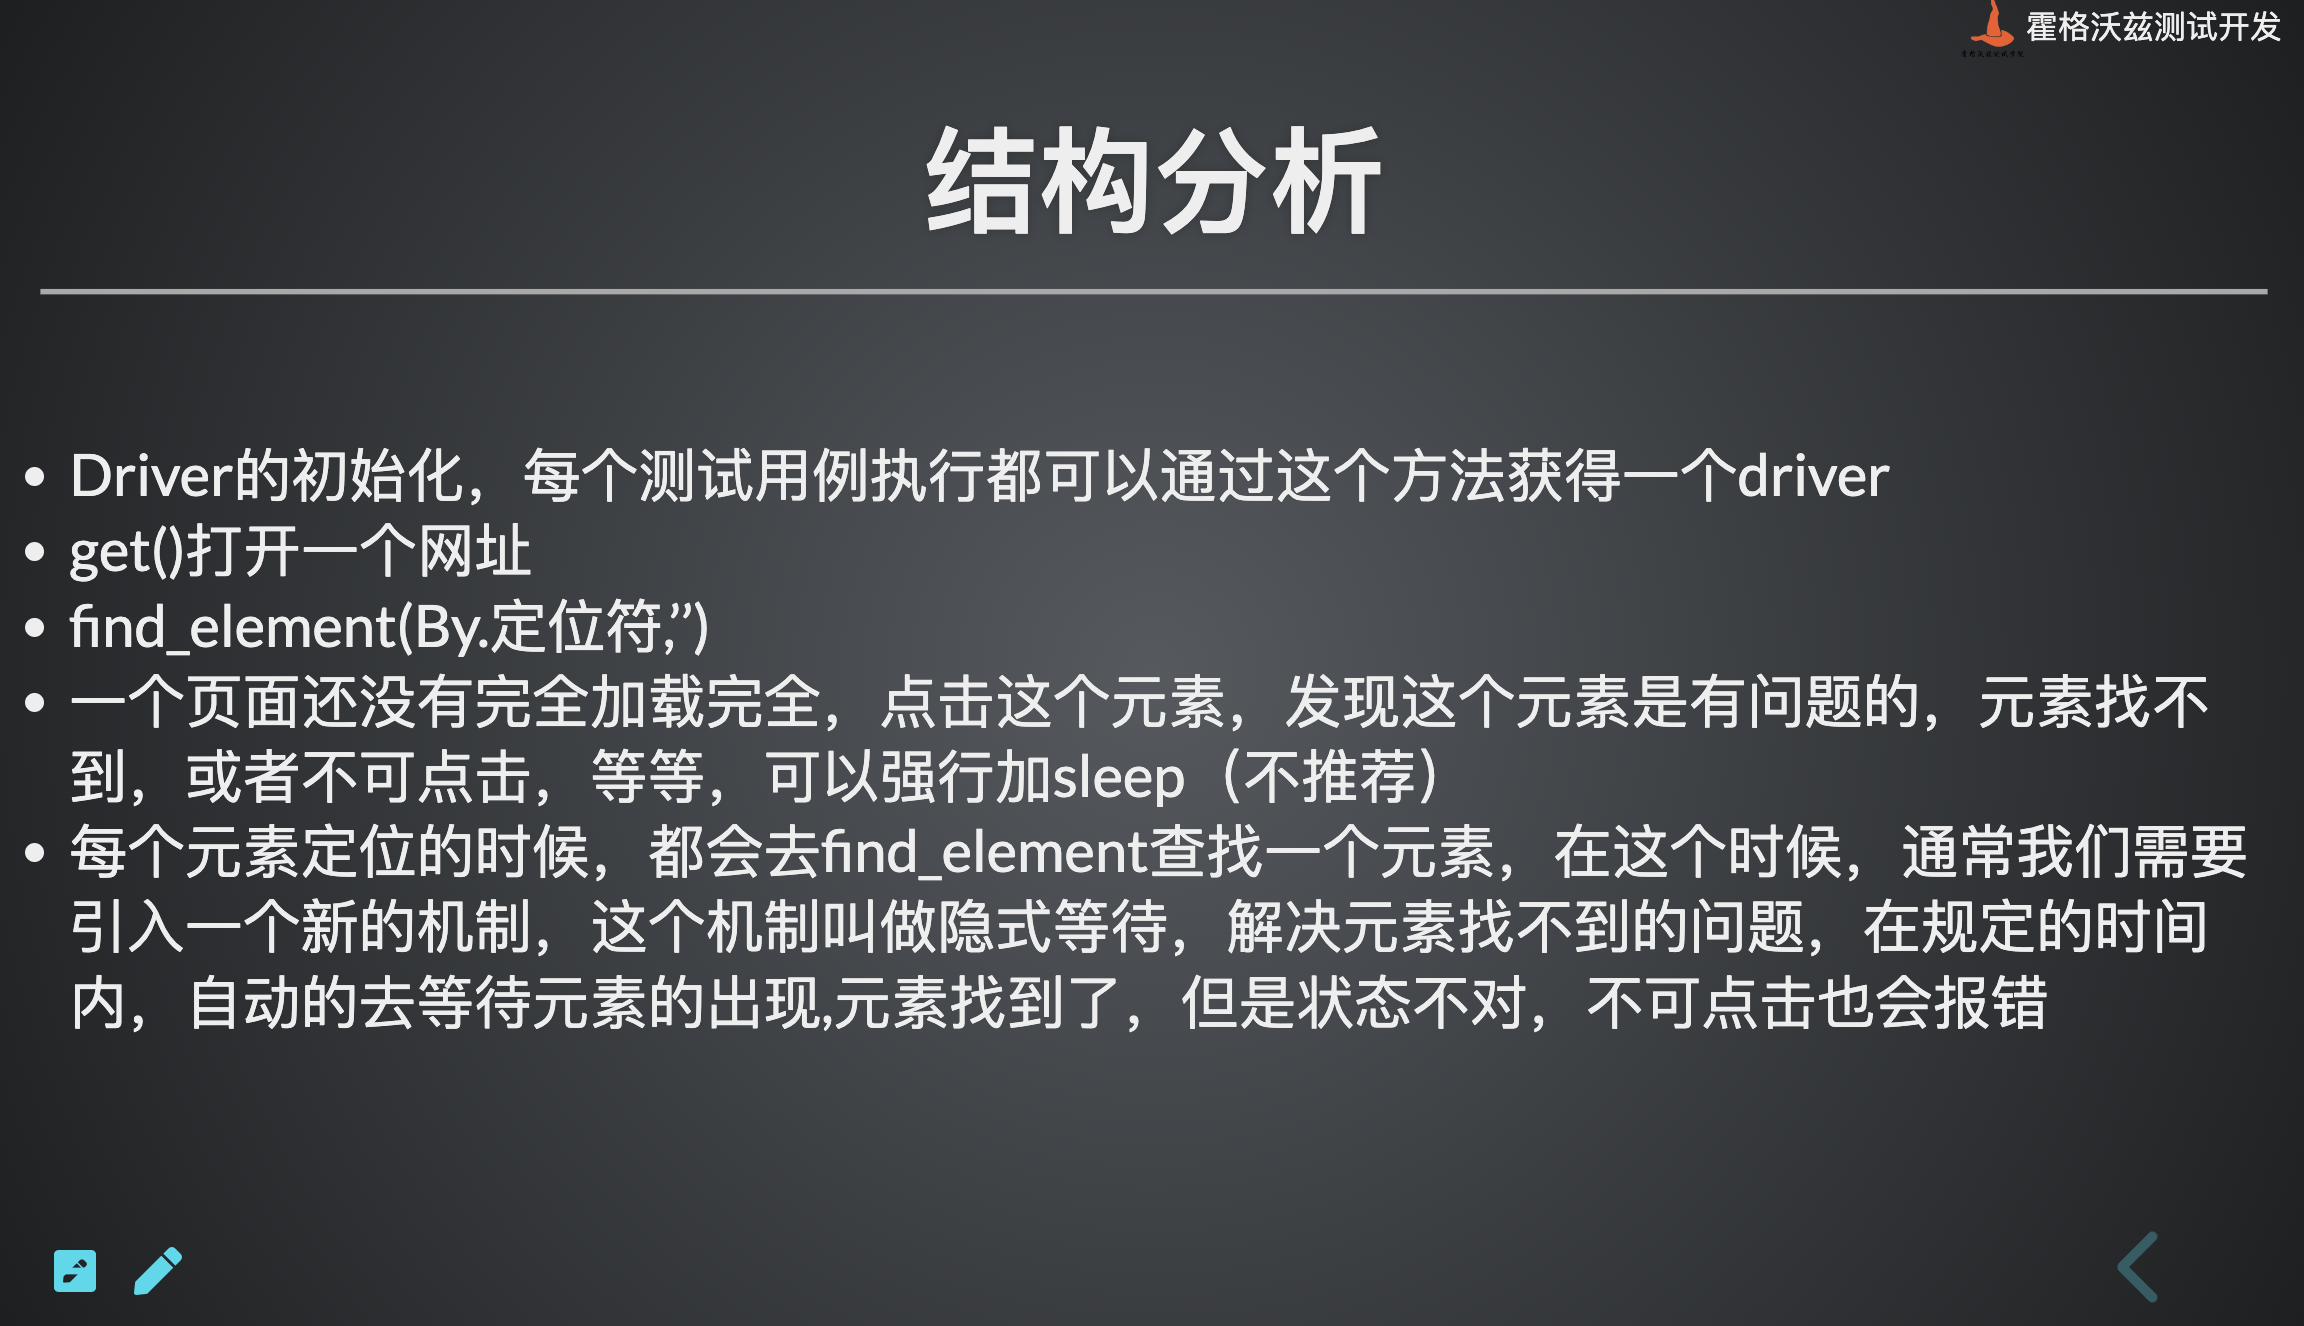 霍格沃兹测试开发
结构分析
Driver的初始化，每个测试用例执行都可以通过这个方法获得一个driver
get()打开一个网址
find_element(By.定位符,”)
一个页面还没有完全加载完全，点击这个元素，发现这个元素是有问题的，元素找不
到，或者不可点击，等等，可以强行加sleep（不推荐）
每个元素定位的时候，都会去find_element查找一个元素，在这个时候，通常我们需要
引入一个新的机制，这个机制叫做隐式等待，解决元素找不到的问题，在规定的时间
内，自动的去等待元素的出现,元素找到了，但是状态不对，不可点击也会报错